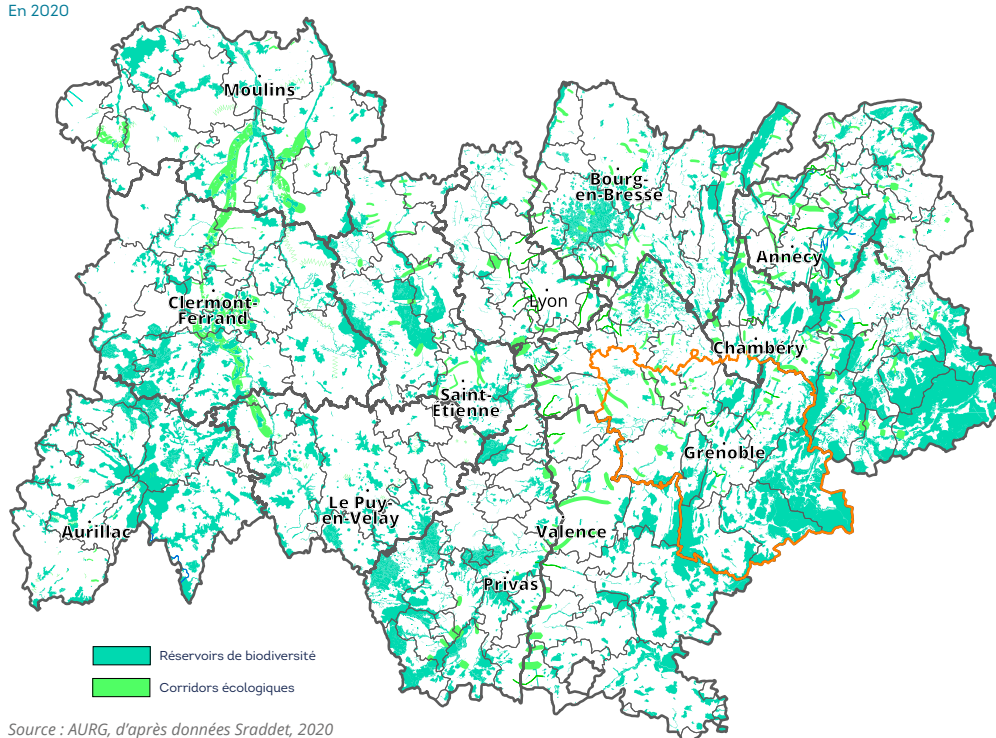 En 2020
Moulins
Bourg-
en-Bresse
Annecy
Clermont-
Ferrand
Lyon
Chambéry
Saint-
Étienne
Grenoble
Le Puy-
en-Velay
Aurillac
Valence
Privas
Réservoirs de biodiversité
Corridors écologiques
Source : AURG, d'après données Sraddet, 2020